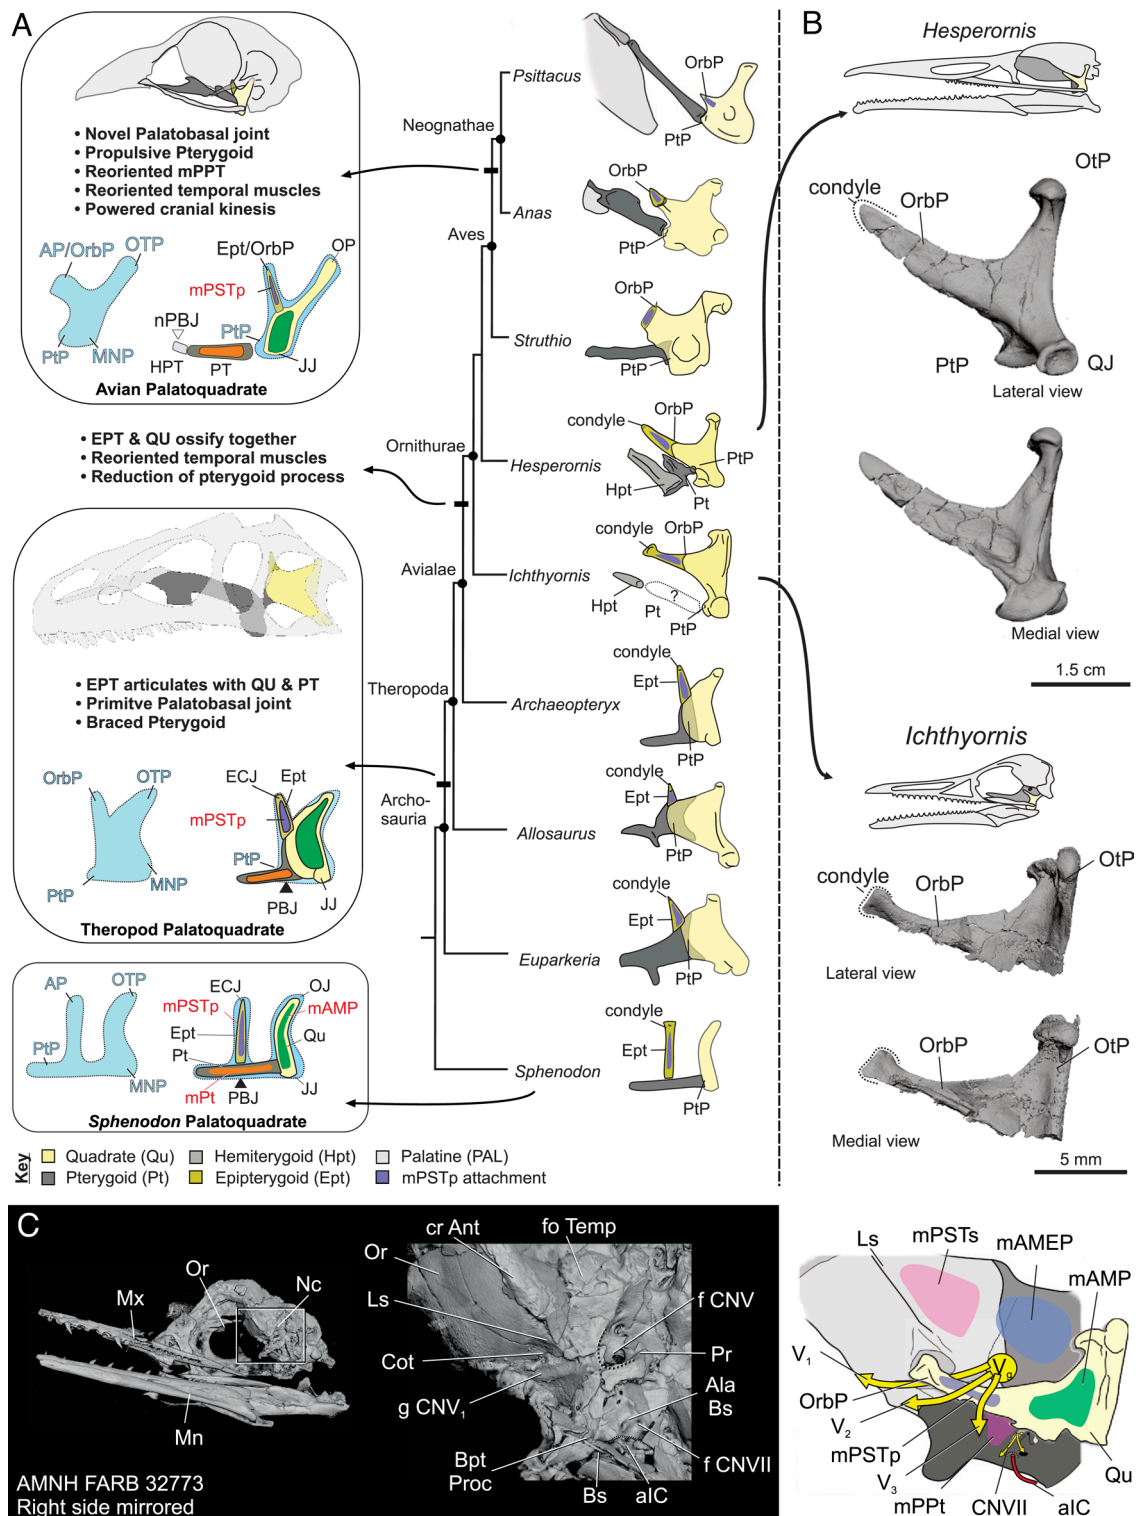 A
• Novel Palatobasal joint
• Propulsive Pterygoid
• Reoriented mPPT
• Reoriented temporal muscles
• Powered cranial kinesis
AP/OrbP
OTP
PtP
MNP
Ept/OrbP
OP
mPSTp
nPBJ
PtP
HPT
PT
JJ
Avian Palatoquadrate
• EPT & QU ossify together
• Reoriented temporal muscles
• Reduction of pterygoid process
• EPT articulates with QU & PT
• Primitve Palatobasal joint
• Braced Pterygoid
OrbP
OTP
PtP
MNP
ECJ
Ept
mPSTp
PtP
PBJ
JJ
Theropod Palatoquadrate
AP
OTP
PtP
MNP
ECJ
OJ
mPSTp
mAMP
Ept
Qu
Pt
mPt
PBJ
JJ
Sphenodon Palatoquadrate
Neognathae
Aves
Ornithurae
Avialae
Theropoda
Archo-
sauria
Psittacus
OrbP
PtP
Anas
OrbP
PtP
Struthio
OrbP
PtP
Hesperornis
condyle
OrbP
PtP
Hpt
Pt
Ichthyornis
condyle
OrbP
Hpt
Pt
?
PtP
Archaeopteryx
condyle
Ept
PtP
Allosaurus
condyle
Ept
PtP
Euparkeria
condyle
Ept
PtP
Sphenodon
condyle
Ept
PtP
Key
Quadrate (Qu)
Hemiterygoid (Hpt)
Palatine (PAL)
Pterygoid (Pt)
Epipterygoid (Ept)
mPSTp attachment
B
Hesperornis
OtP
condyle
OrbP
PtP
QJ
Lateral view
Medial view
1.5 cm
Ichthyornis
OtP
condyle
OrbP
Lateral view
OrbP
OtP
Medial view
5 mm
C
Or
Mx
Nc
Mn
AMNH FARB 32773
Right side mirrored
cr Ant
fo Temp
Or
Ls
f CNV
Cot
Pr
g CNV1
Ala
Bs
Bpt
Proc
f CNVII
Bs
aIC
Ls
mPSTs
mAMEP
mAMP
V1
Vg
OrbP
V2
mPSTp
V3
mPPt
CNVII
aIC
Qu